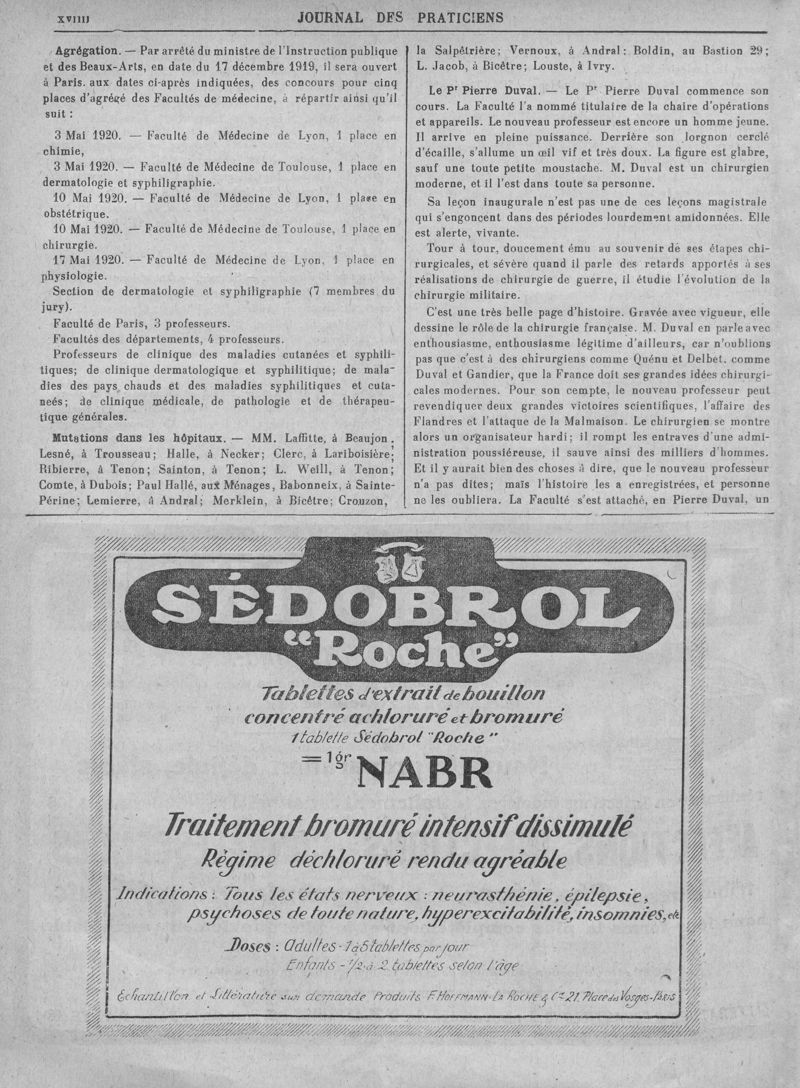 XVIIIJ
JOURNAL DES PRATICIENS
Agrégation. — Par arrêté du ministre de l'Instruction publique
et des Beaux-Arts, en date du 17 décembre 1919, il sera ouvert
à Paris. aux dates ci-après indiquées, des concours pour cinq
places d'agrégé des Facultés de médecine, à répartir ainsi qu'il
suit :
3 Mai 1920. — Faculté de Médecine de Lyon, 1 place en
chimie,
3 Mai 1920. — Faculté de Médecine de Toulouse, 1 place en
dermatologie et syphiligraphie.
10 Mai 1920. — Faculté de Médecine de Lyon, 1 place en
obstétrique.
10 Mai 1920. — Faculté de Médecine de Toulouse, 1 place en
chirurgie.
17 Mai 1920. — Faculté de Médecine de Lyon, 1 place en
physiologie.
Section de dermatologie et syphiligraphie (7 membres du
jury).
Faculté de Paris, 3 professeurs.
Facultés des départements, 4 professeurs.
Professeurs de clinique des maladies cutanées et syphili-
tiques; de clinique dermatologique et syphilitique; de mala-
dies des pays chauds et des maladies syphilitiques et cuta-
neés; de clinique médicale, de pathologie et de thérapeu-
tique générales.
Mutations dans les hôpitaux. — MM. Laffitte, à Beaujon,
Lesné, à Trousseau; Halle, à Necker; Clerc, à Lariboisière;
Ribierre, à Tenon; Sainton, à Tenon; L. Weill, à Tenon;
Comte, à Dubois; Paul Hallé, aux Ménages, Babonneix, à Sainte-
Périne; Lemierre, à Andral; Merklein, à Bicêtre; Crouzon,
la Salpêtrière; Vernoux, à Andral: Boldin, au Bastion 29;
L. Jacob, à Bicêtre; Louste, à Ivry.
Le Pr Pierre Duval. — Le Pr Pierre Duval commence son
cours. La Faculté l'a nommé titulaire de la chaire d'opérations
et appareils. Le nouveau professeur est encore un homme jeune.
Il arrive en pleine puissance. Derrière son lorgnon cerclé
d'écaille, s'allume un œil vif et très doux. La figure est glabre,
sauf une toute petite moustache. M. Duval est un chirurgien
moderne, et il l'est dans toute sa personne.
Sa leçon inaugurale n'est pas une de ces leçons magistrale
qui s'engoncent dans des périodes lourdement amidonnées. Elle
est alerte, vivante.
Tour à tour, doucement ému au souvenir de ses étapes chi-
rurgicales, et sévère quand il parle des retards apportés à ses
réalisations de chirurgie de guerre, il étudie l'évolution de la
chirurgie militaire.
C'est une très belle page d'histoire. Gravée avec vigueur, elle
dessine le rôle de la chirurgie française. M. Duval en parle avec
enthousiasme, enthousiasme légitime d'ailleurs, car n'oublions
pas que c'est à des chirurgiens comme Quénu et Delbet, comme
Duval et Gandier, que la France doit ses grandes idées chirurgi-
cales modernes. Pour son compte, le nouveau professeur peut
revendiquer deux grandes victoires scientifiques, l'affaire des
Flandres et l'attaque de la Malmaison. Le chirurgien se montre
alors un organisateur hardi; il rompt les entraves d'une admi-
nistration poussiéreuse, il sauve ainsi des milliers d'hommes.
Et il y aurait bien des choses à dire, que le nouveau professeur
n'a pas dites; maïs l'histoire les a enregistrées, et personne
ne les oubliera. La Faculté s'est attaché, en Pierre Duval, un
SÉDOBROL
"Roche"
Tablettes d'extrait de bouillon
concentré achloruré et bromuré
1 tablette Sédobrol "Roche"
=1gr NABR
Traitement bromuré intensif dissimulé
Régime déchloruré rendu agréable
Indications : Tous les états nerveux : neurasthénie, épilepsie,
psychoses de toute nature, hyperexcitabilité, insomnies, etc
Doses : Adultes - 1 à 5 tablettes par jour
Enfants - 1/2 à 2 tablettes selon l'âge
Echantillon et Littérature sur demande Produits F. Hoffmann-La Roche & Cie 21, Place des Vosges-Paris